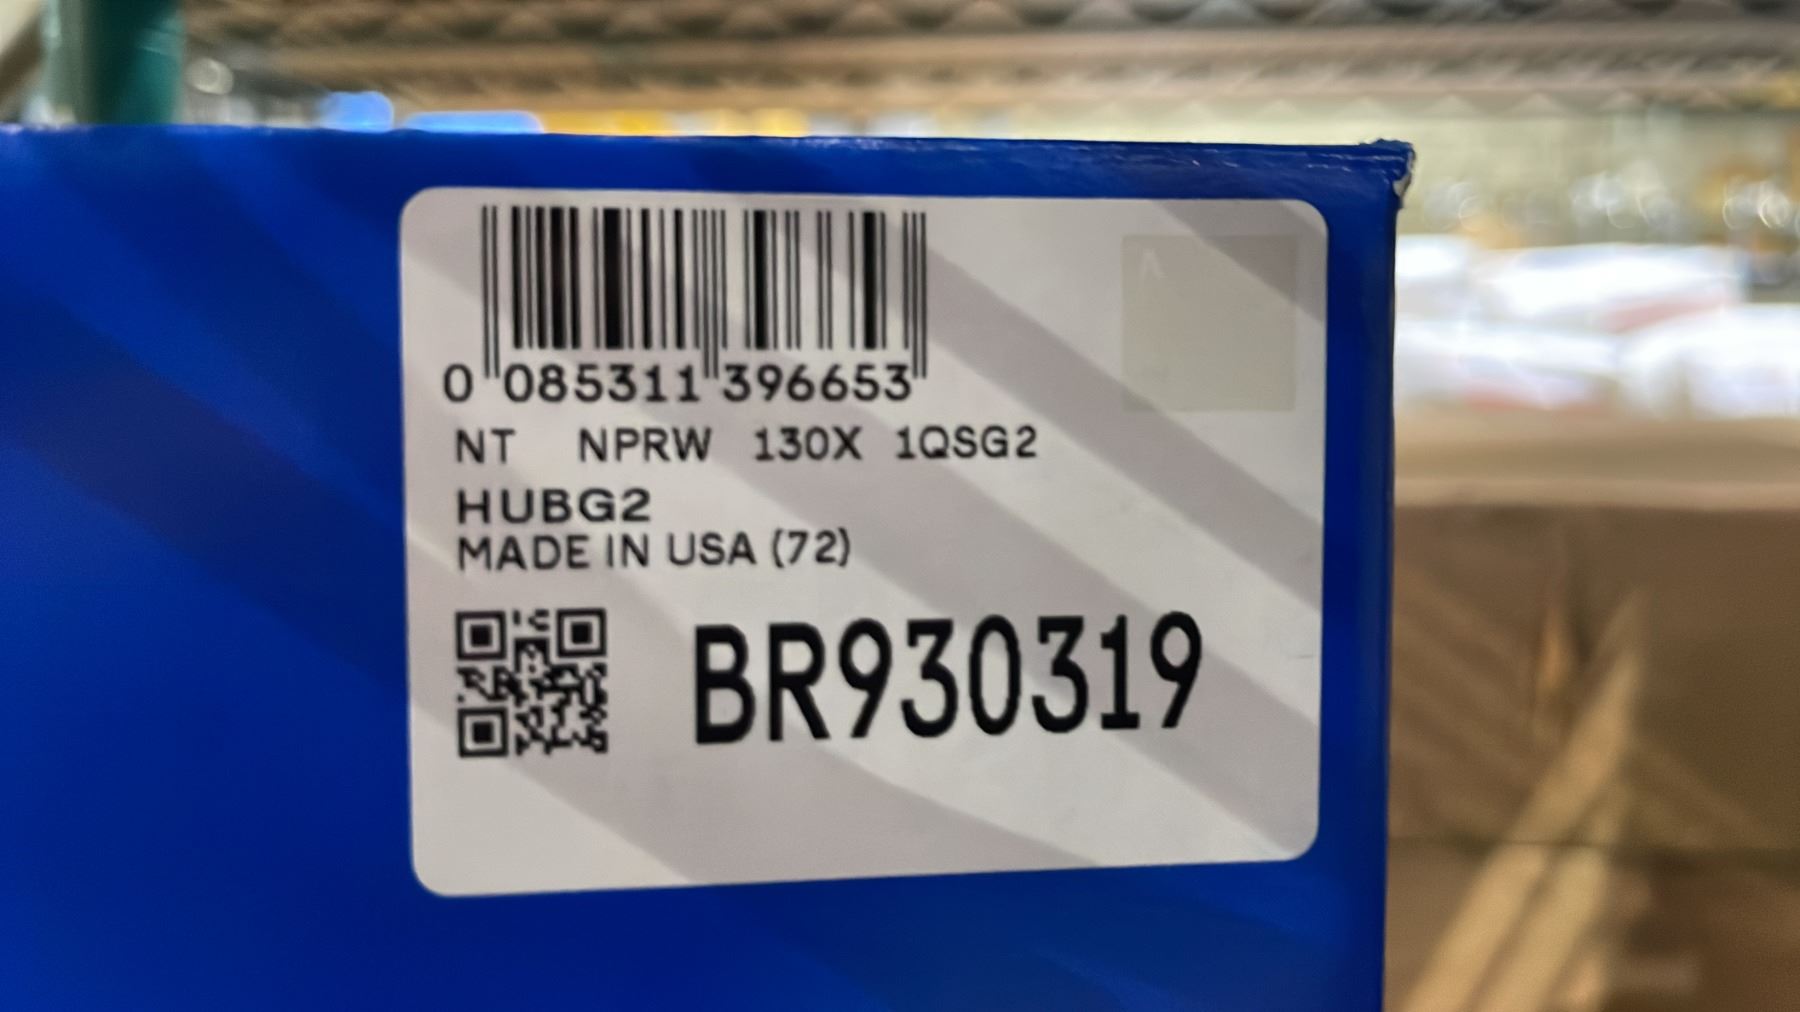 0 085311 396653
NT NPRW 130X 1QSG2
HUBG2
MADE IN USA (72)
BR930319